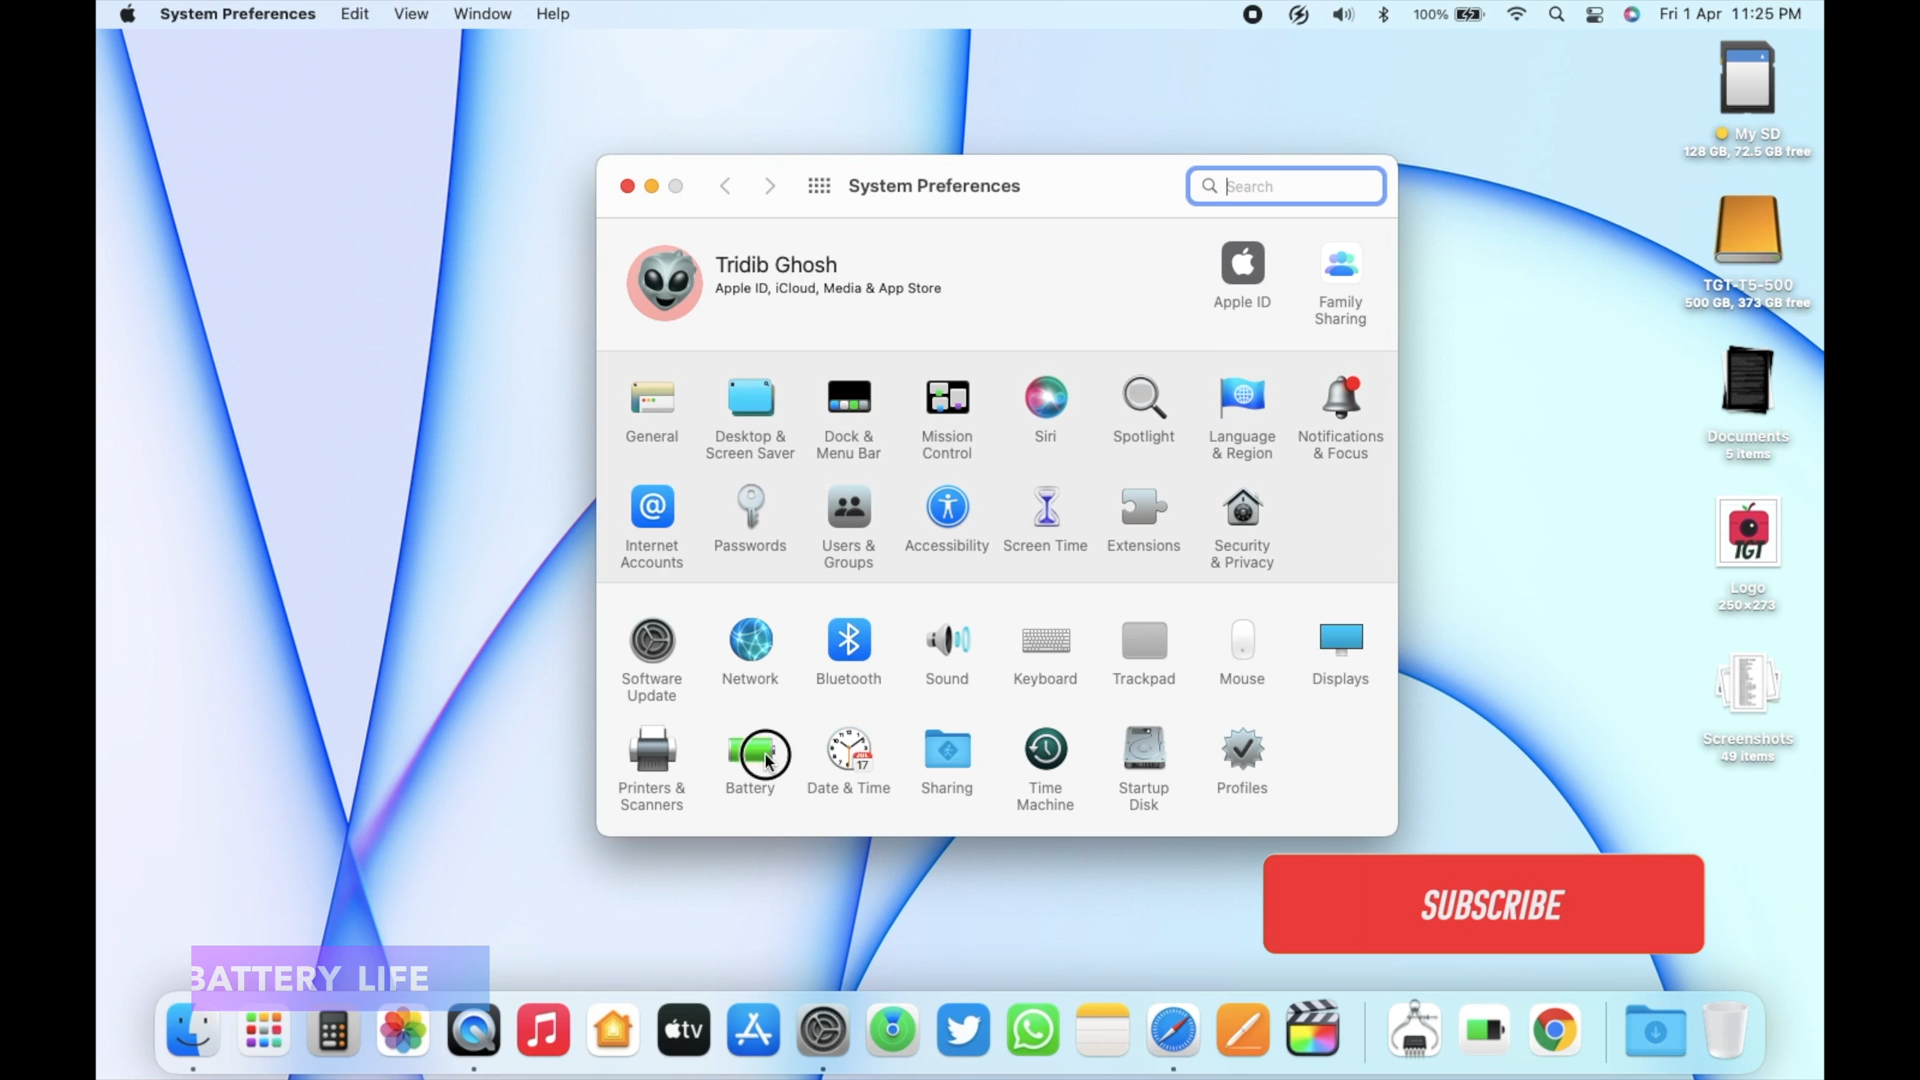 System Preferences Edit View Window Help
100% Fri 1 Apr 11:25 PM
My SD
128 GB, 72.5 GB free
System Preferences
Search
TGT-T5-500
500 GB, 373 GB free
Tridib Ghosh
Apple ID, iCloud, Media & App Store
Apple ID
Family
Sharing
General
Desktop &
Screen Saver
Dock &
Menu Bar
Mission
Control
Siri
Spotlight
Language
& Region
Notifications
& Focus
Documents
5 items
Internet
Accounts
Passwords
Users &
Groups
Accessibility
Screen Time
Extensions
Security
& Privacy
TGT
Logo
250×273
Software
Update
Network
Bluetooth
Sound
Keyboard
Trackpad
Mouse
Displays
Screenshots
49 items
JUL
17
Printers &
Scanners
Battery
Date & Time
Sharing
Time
Machine
Startup
Disk
Profiles
SUBSCRIBE
BATTERY LIFE
tv